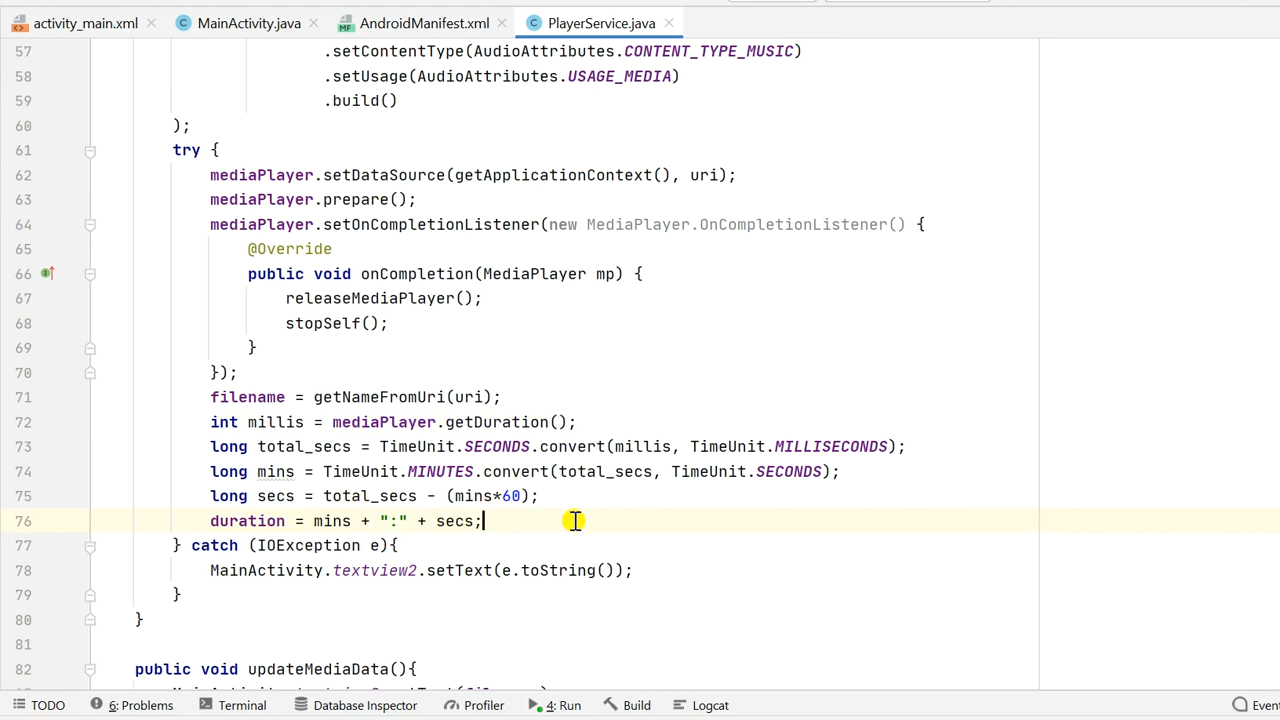 activity_main.xml MainActivity.java AndroidManifest.xml PlayerService.java
57 .setContentType(AudioAttributes.CONTENT_TYPE_MUSIC)
58 .setUsage(AudioAttributes.USAGE_MEDIA)
59 .build()
60 );
61 try {
62 mediaPlayer.setDataSource(getApplicationContext(), uri);
63 mediaPlayer.prepare();
64 mediaPlayer.setOnCompletionListener(new MediaPlayer.OnCompletionListener() {
65 @Override
66 public void onCompletion(MediaPlayer mp) {
67 releaseMediaPlayer();
68 stopSelf();
69 }
70 });
71 filename = getNameFromUri(uri);
72 int millis = mediaPlayer.getDuration();
73 long total_secs = TimeUnit.SECONDS.convert(millis, TimeUnit.MILLISECONDS);
74 long mins = TimeUnit.MINUTES.convert(total_secs, TimeUnit.SECONDS);
75 long secs = total_secs - (mins*60);
76 duration = mins + ":" + secs;
77 } catch (IOException e){
78 MainActivity.textview2.setText(e.toString());
79 }
80 }
81
82 public void updateMediaData(){
TODO 6: Problems Terminal Database Inspector Profiler 4: Run Build Logcat